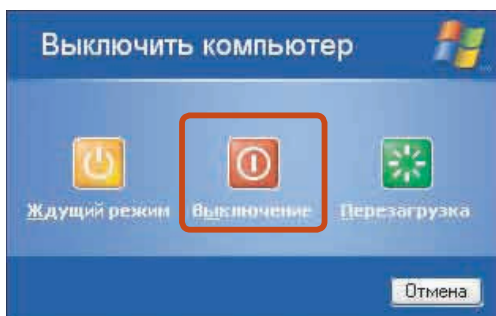 Выключить компьютер
Ждущий режим Выключение Перезагрузка
Отмена